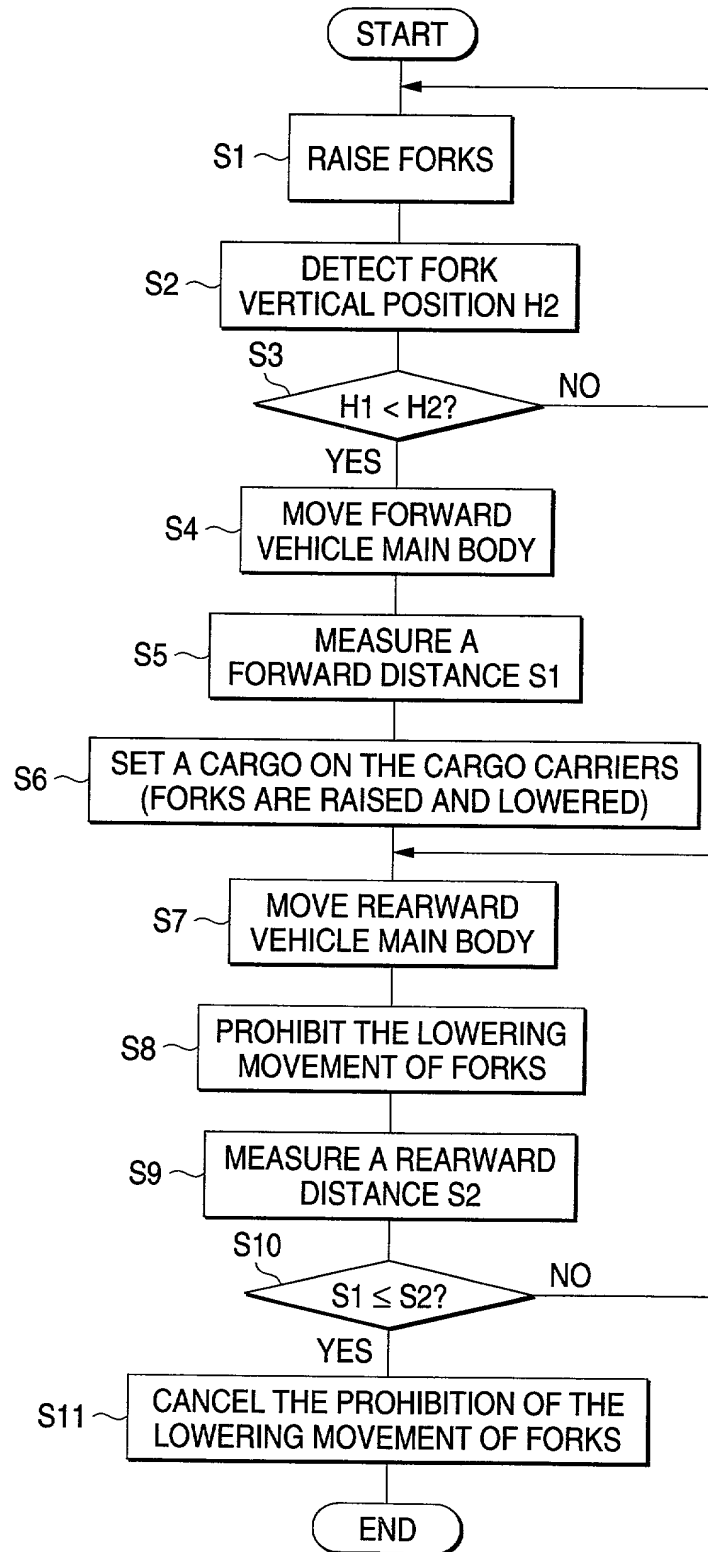 START
S1
RAISE FORKS
S2
DETECT FORK
VERTICAL POSITION H2
S3
H1 < H2?
NO
YES
S4
MOVE FORWARD
VEHICLE MAIN BODY
S5
MEASURE A
FORWARD DISTANCE S1
S6
SET A CARGO ON THE CARGO CARRIERS
(FORKS ARE RAISED AND LOWERED)
S7
MOVE REARWARD
VEHICLE MAIN BODY
S8
PROHIBIT THE LOWERING
MOVEMENT OF FORKS
S9
MEASURE A REARWARD
DISTANCE S2
S10
S1 ≤ S2?
NO
YES
S11
CANCEL THE PROHIBITION OF THE
LOWERING MOVEMENT OF FORKS
END